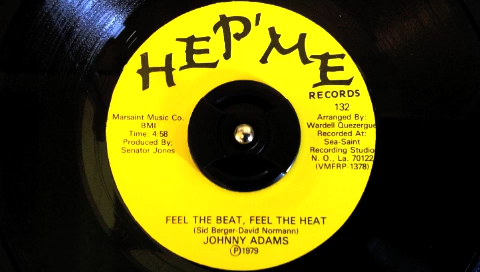 HEP' ME
RECORDS
132
Marsaint Music Co.
BMI
Time: 4:58
Produced By:
Senator Jones
Arranged By:
Wardell Quezergue
Recorded At:
Sea-Saint
Recording Studio
N. O., La. 70122
(VMFRP-1378)
FEEL THE BEAT, FEEL THE HEAT
(Sid Berger-David Normann)
JOHNNY ADAMS
Ⓟ1979